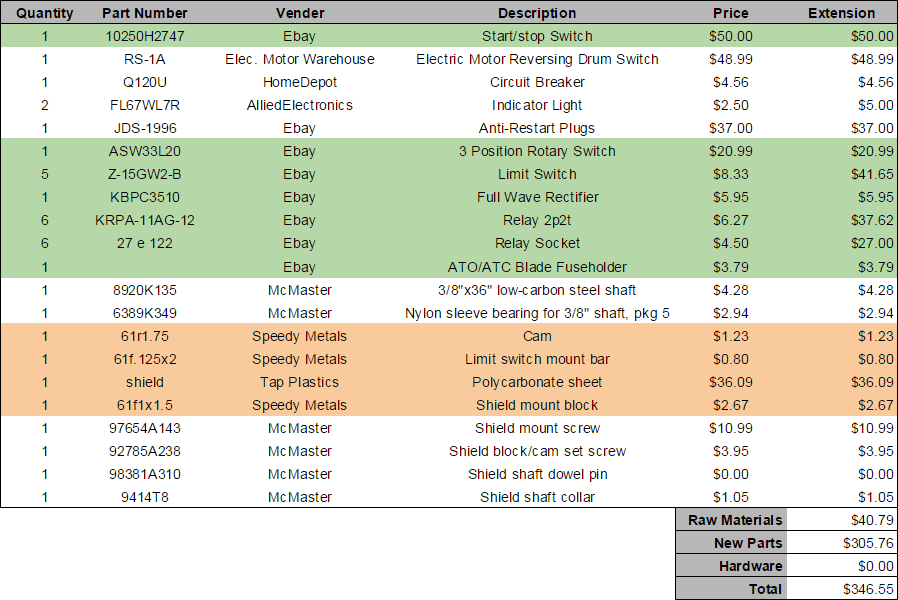 Quantity Part Number Vender Description Price Extension
1 10250H2747 Ebay Start/stop Switch $50.00 $50.00
1 RS-1A Elec. Motor Warehouse Electric Motor Reversing Drum Switch $48.99 $48.99
1 Q120U HomeDepot Circuit Breaker $4.56 $4.56
2 FL67WL7R AlliedElectronics Indicator Light $2.50 $5.00
1 JDS-1996 Ebay Anti-Restart Plugs $37.00 $37.00
1 ASW33L20 Ebay 3 Position Rotary Switch $20.99 $20.99
5 Z-15GW2-B Ebay Limit Switch $8.33 $41.65
1 KBPC3510 Ebay Full Wave Rectifier $5.95 $5.95
6 KRPA-11AG-12 Ebay Relay 2p2t $6.27 $37.62
6 27 e 122 Ebay Relay Socket $4.50 $27.00
1 Ebay ATO/ATC Blade Fuseholder $3.79 $3.79
1 8920K135 McMaster 3/8"x36" low-carbon steel shaft $4.28 $4.28
1 6389K349 McMaster Nylon sleeve bearing for 3/8" shaft, pkg 5 $2.94 $2.94
1 61r1.75 Speedy Metals Cam $1.23 $1.23
1 61f.125x2 Speedy Metals Limit switch mount bar $0.80 $0.80
1 shield Tap Plastics Polycarbonate sheet $36.09 $36.09
1 61f1x1.5 Speedy Metals Shield mount block $2.67 $2.67
1 97654A143 McMaster Shield mount screw $10.99 $10.99
1 92785A238 McMaster Shield block/cam set screw $3.95 $3.95
1 98381A310 McMaster Shield shaft dowel pin $0.00 $0.00
1 9414T8 McMaster Shield shaft collar $1.05 $1.05
Raw Materials $40.79
New Parts $305.76
Hardware $0.00
Total $346.55